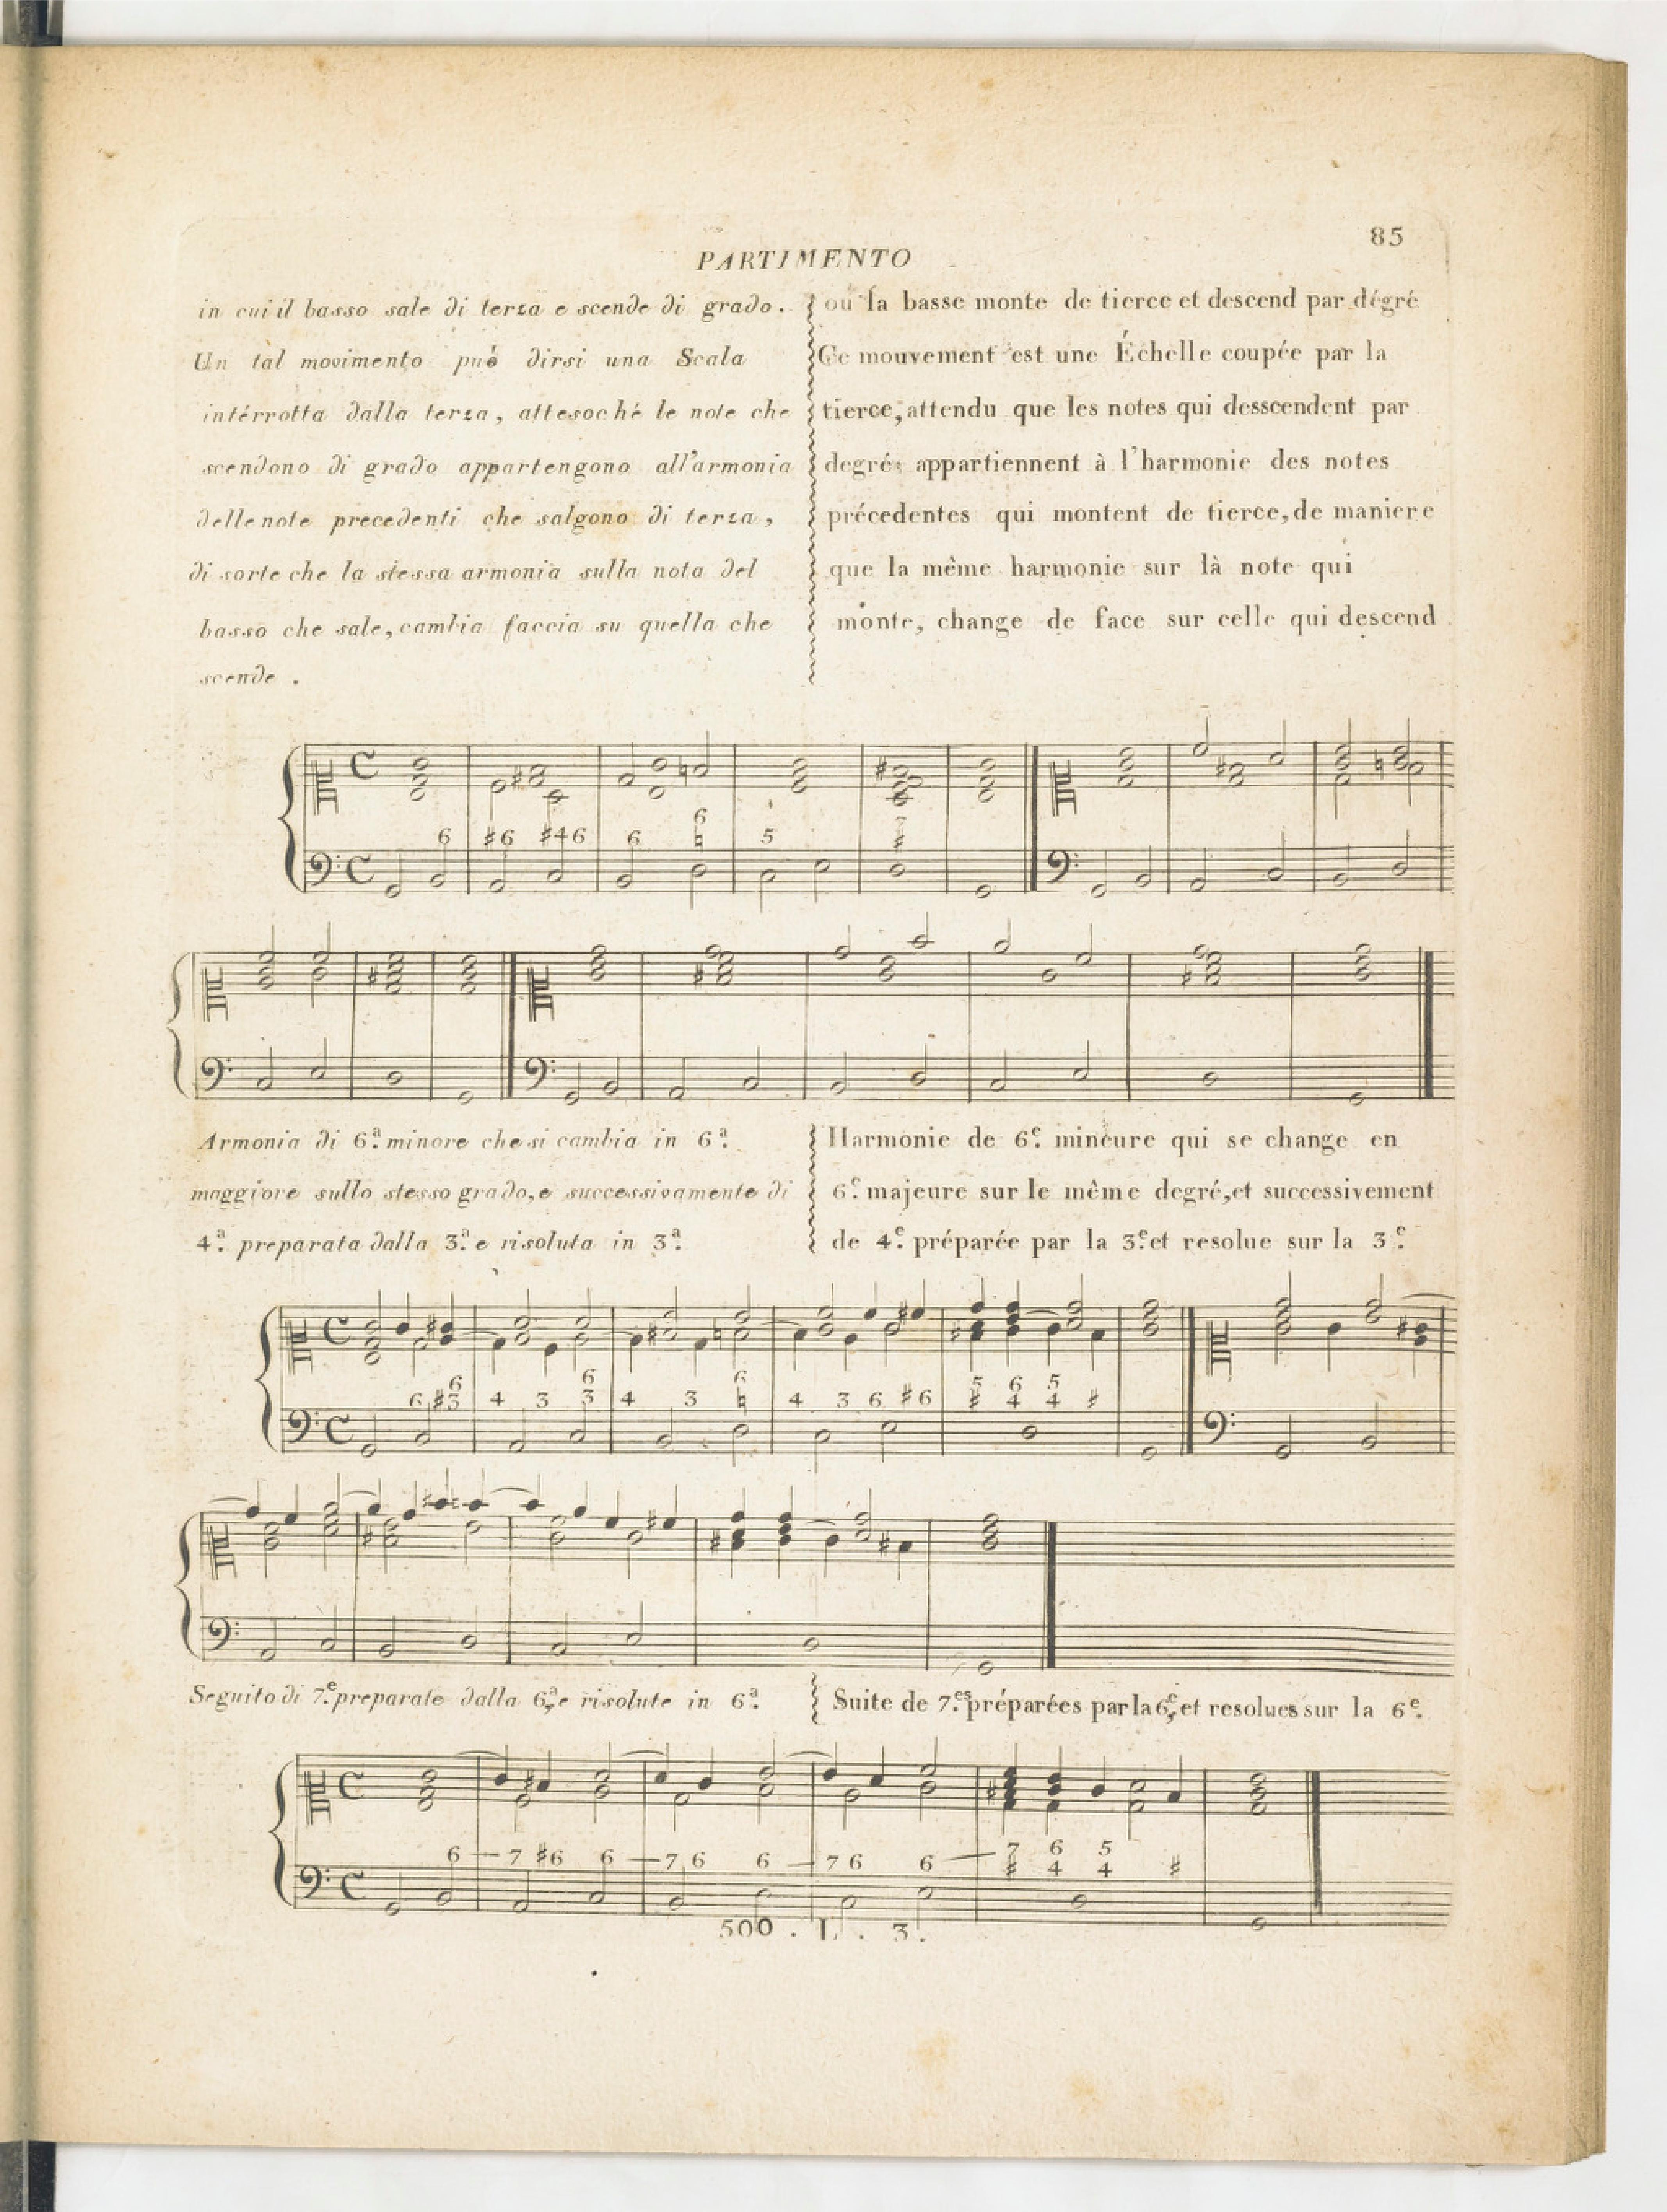 85
PARTIMENTO
in cui il basso sale di terza e scende di grado.
Un tal movimento può dirsi una Scala
intérrotta dalla terza, attesoché le note che
scendono di grado appartengono all'armonia
delle note precedenti che salgono di terza,
di sorte che la stessa armonia sulla nota del
basso che sale, cambia faccia su quella che
scende.
ou la basse monte de tierce et descend par dégré
Ce mouvement est une Échelle coupée par la
tierce, attendu que les notes qui desscendent par
degrés appartiennent à l'harmonie des notes
précedentes qui montent de tierce, de maniere
que la même harmonie sur là note qui
monte, change de face sur celle qui descend
6 ♯6 ♯4 6 6 6 ♮ 5 7 ♯
Armonia di 6.ª minore che si cambia in 6.ª
maggiore sullo stesso grado, e successivamente di
4.ª preparata dalla 3.ª e risoluta in 3.ª
Harmonie de 6.e mineure qui se change en
6.e majeure sur le même degré, et successivement
de 4.e préparée par la 3.e et resolue sur la 3.e
6 6 ♯3 4 3 6 3 4 3 6 ♮ 4 3 6 ♯6 5 ♯ 6 4 5 4 ♯
Seguito di 7.e preparate dalla 6.ª, e risolute in 6.ª
Suite de 7.es préparées par la 6.e, et resolues sur la 6.e
6 — 7 ♯6 6 — 7 6 6 — 7 6 6 — 7 ♯ 6 4 5 4 ♯
500. L. 3.